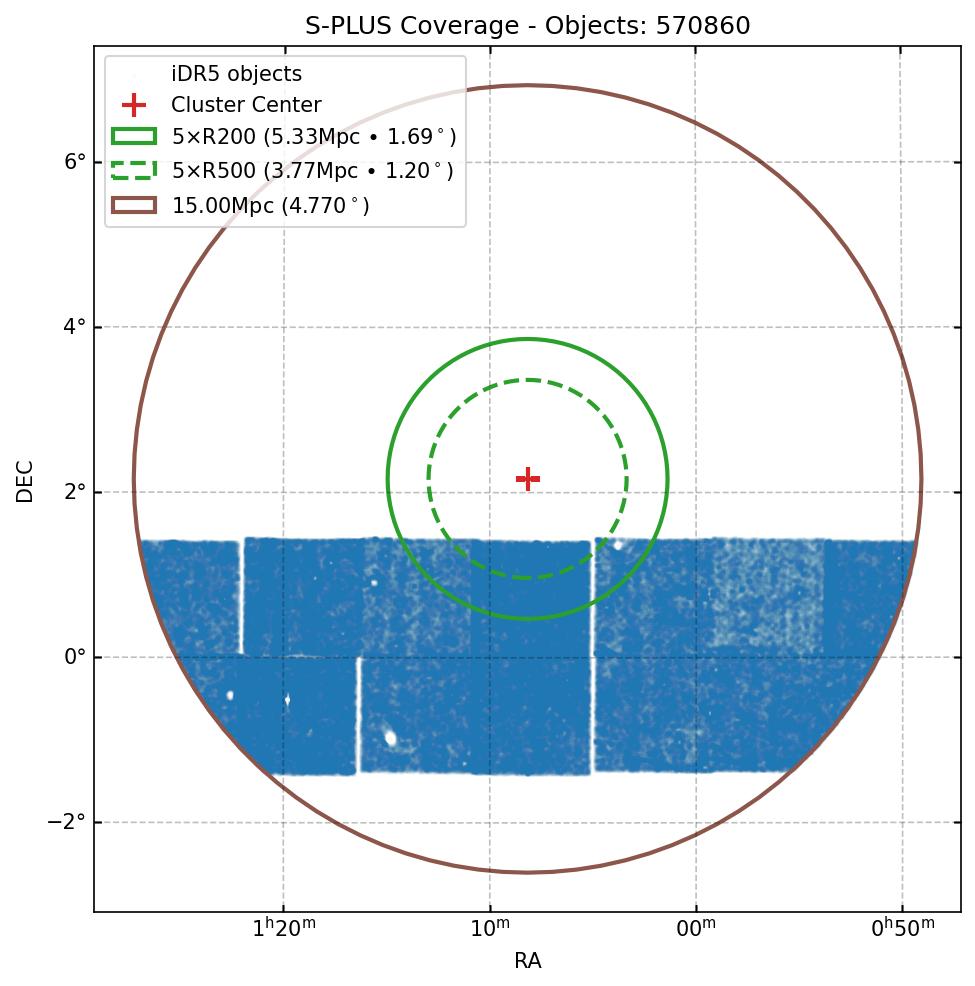 S-PLUS Coverage - Objects: 570860
iDR5 objects
Cluster Center
5×R200 (5.33Mpc • 1.69°)
5×R500 (3.77Mpc • 1.20°)
15.00Mpc (4.770°)
6°
4°
2°
0°
−2°
DEC
1ʰ20ᵐ
10ᵐ
00ᵐ
0ʰ50ᵐ
RA